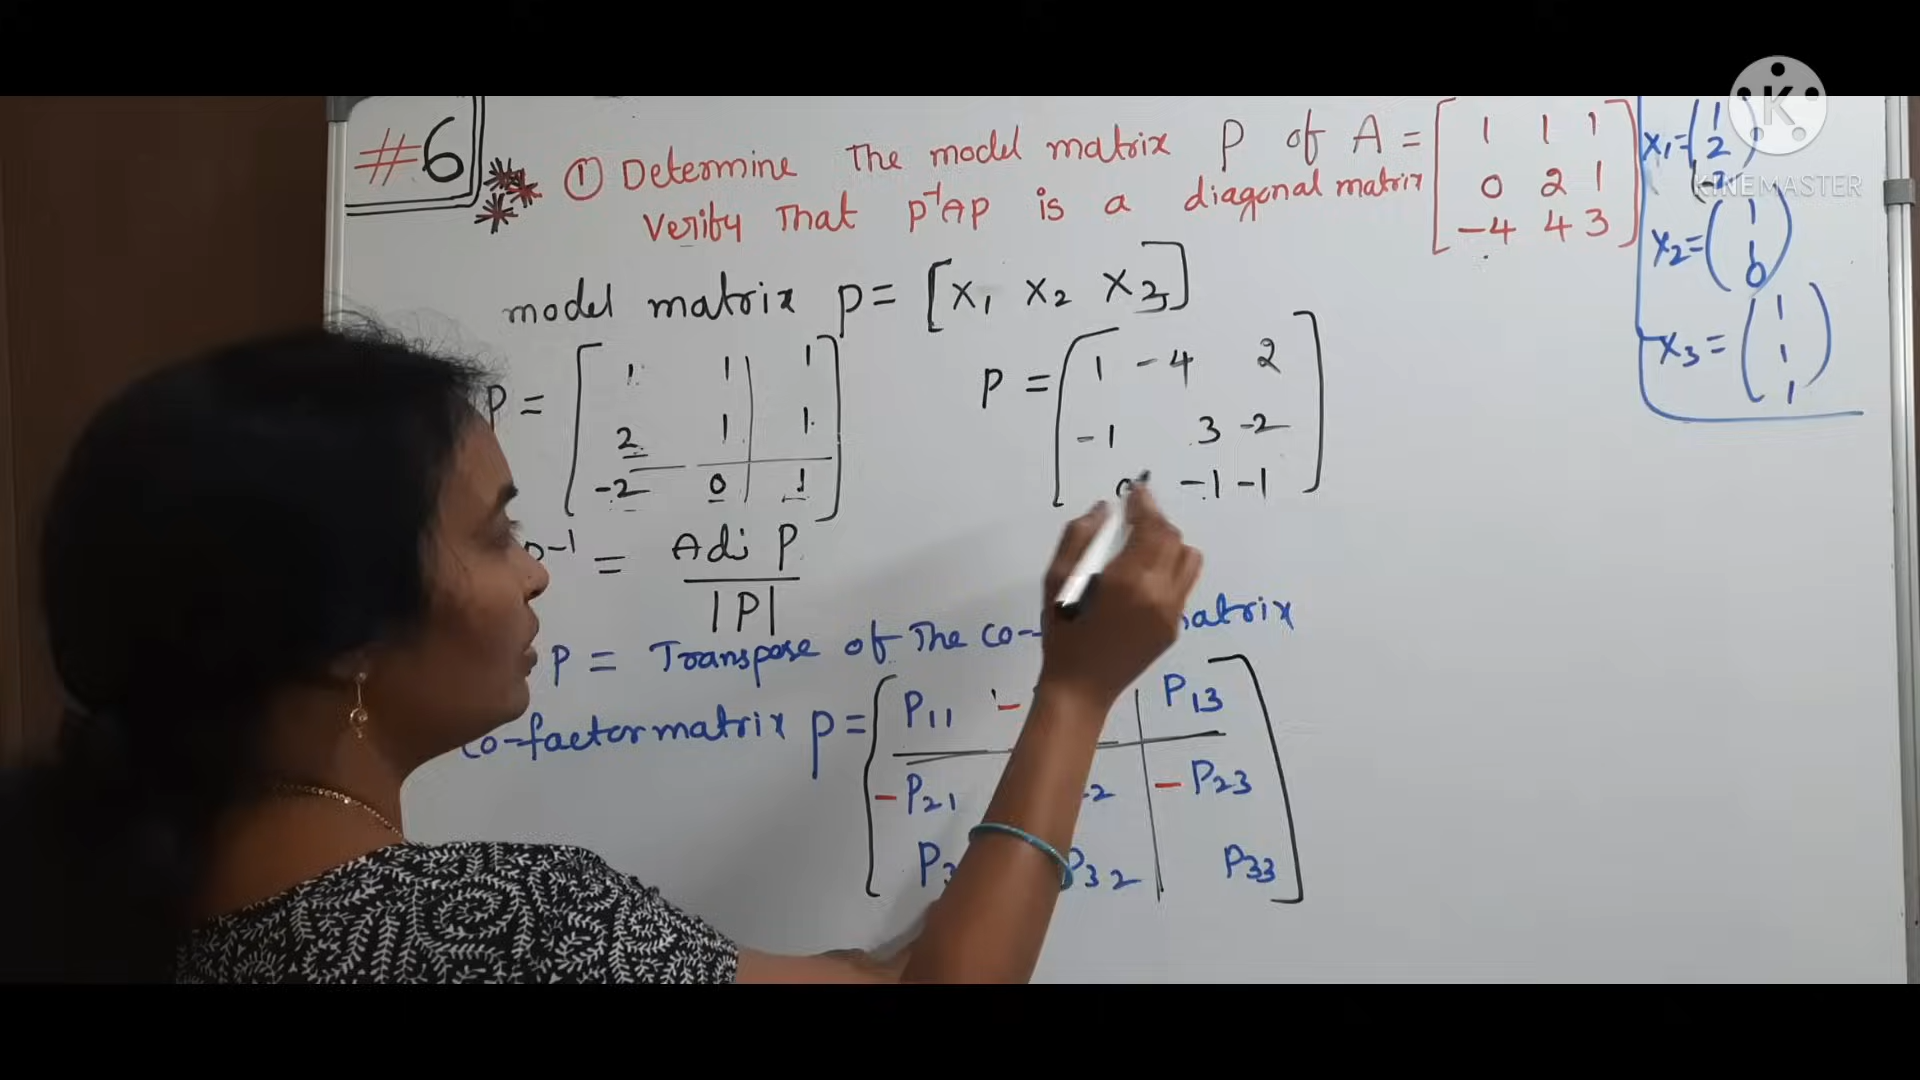 #6
① Determine The model matrix P of A = [1 1 1
0 2 1
-4 4 3]
Verify That P⁻¹AP is a diagonal matrix
x₁ = (1
2
K
KINEMASTER
x₂ = (1
1
0)
x₃ = (1
1
1)
model matrix P = [x₁ x₂ x₃]
P = [1 1 1
2 1 1
-2 0 1]
P = [1 -4 2
-1 3 -2
0 -1 -1]
P⁻¹ = Adj P
|P|
P = Transpose of The co- matrix
co-factor matrix P = [P11 - P13
-P21 -P23
P32 P33]